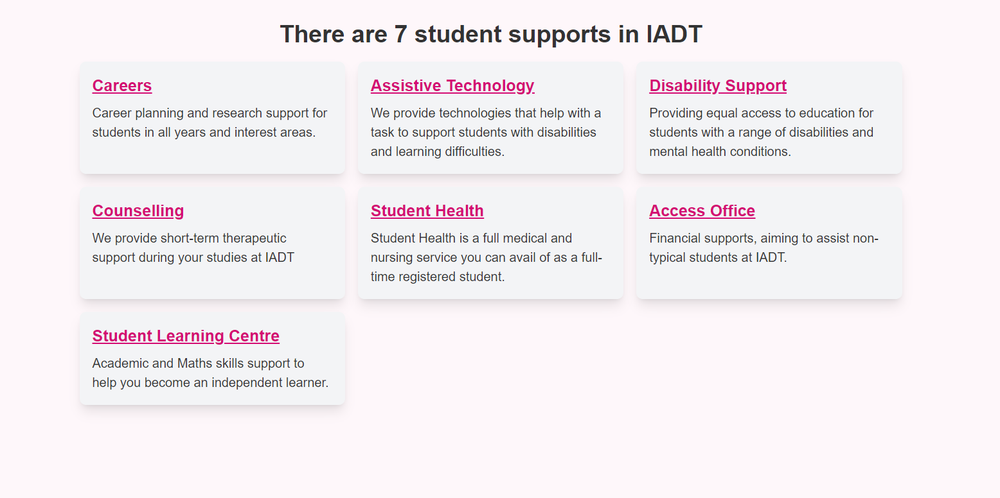 There are 7 student supports in IADT
Careers
Career planning and research support for
students in all years and interest areas.
Assistive Technology
We provide technologies that help with a
task to support students with disabilities
and learning difficulties.
Disability Support
Providing equal access to education for
students with a range of disabilities and
mental health conditions.
Counselling
We provide short-term therapeutic
support during your studies at IADT
Student Health
Student Health is a full medical and
nursing service you can avail of as a full-
time registered student.
Access Office
Financial supports, aiming to assist non-
typical students at IADT.
Student Learning Centre
Academic and Maths skills support to
help you become an independent learner.